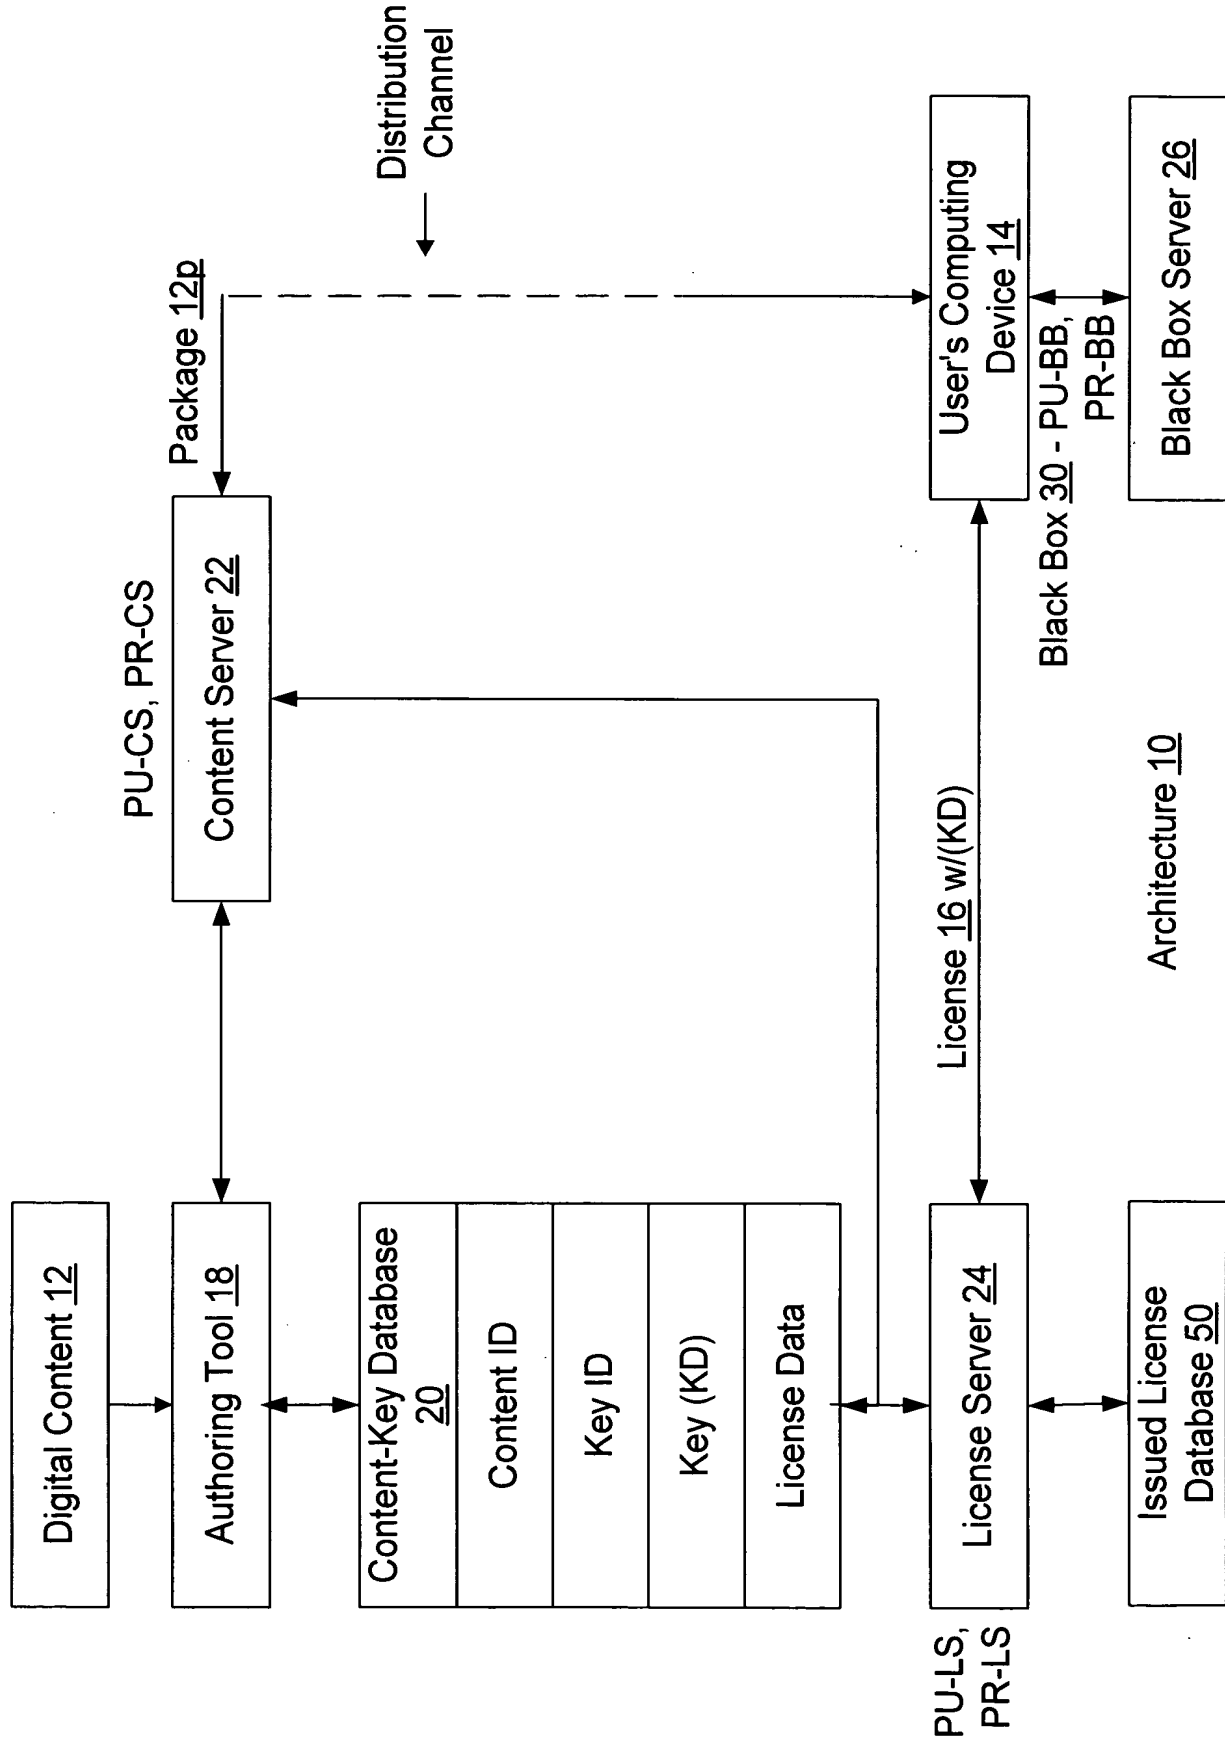 Digital Content 12
Authoring Tool 18
Content-Key Database
20
Content ID
Key ID
Key (KD)
License Data
PU-LS,
PR-LS
License Server 24
Issued License
Database 50
PU-CS, PR-CS
Content Server 22
Package 12p
Distribution
Channel
License 16 w/(KD)
User's Computing
Device 14
Black Box 30 - PU-BB,
PR-BB
Black Box Server 26
Architecture 10